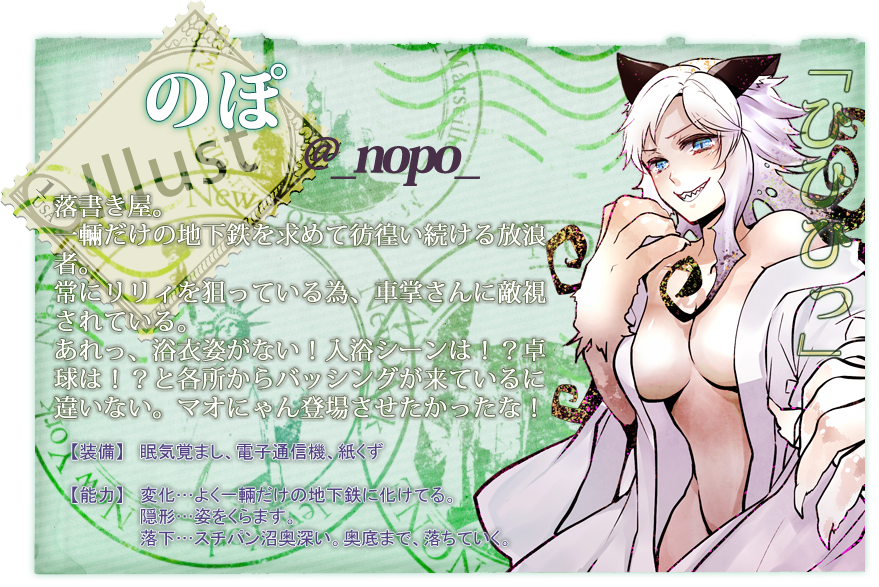 のぽ
Illust
@_nopo_
落書き屋。
一輛だけの地下鉄を求めて彷徨い続ける放浪
者。
常にリリィを狙っている為、車掌さんに敵視
されている。
あれっ、浴衣姿がない！入浴シーンは！？卓
球は！？と各所からバッシングが来ているに
違いない。マオにゃん登場させたかったな！
【装備】 眠気覚まし、電子通信機、紙くず
【能力】 変化…よく一輛だけの地下鉄に化けてる。
隠形…姿をくらます。
落下…スチパン沼奥深い。奥底まで、落ちていく。
「ひひひっ」